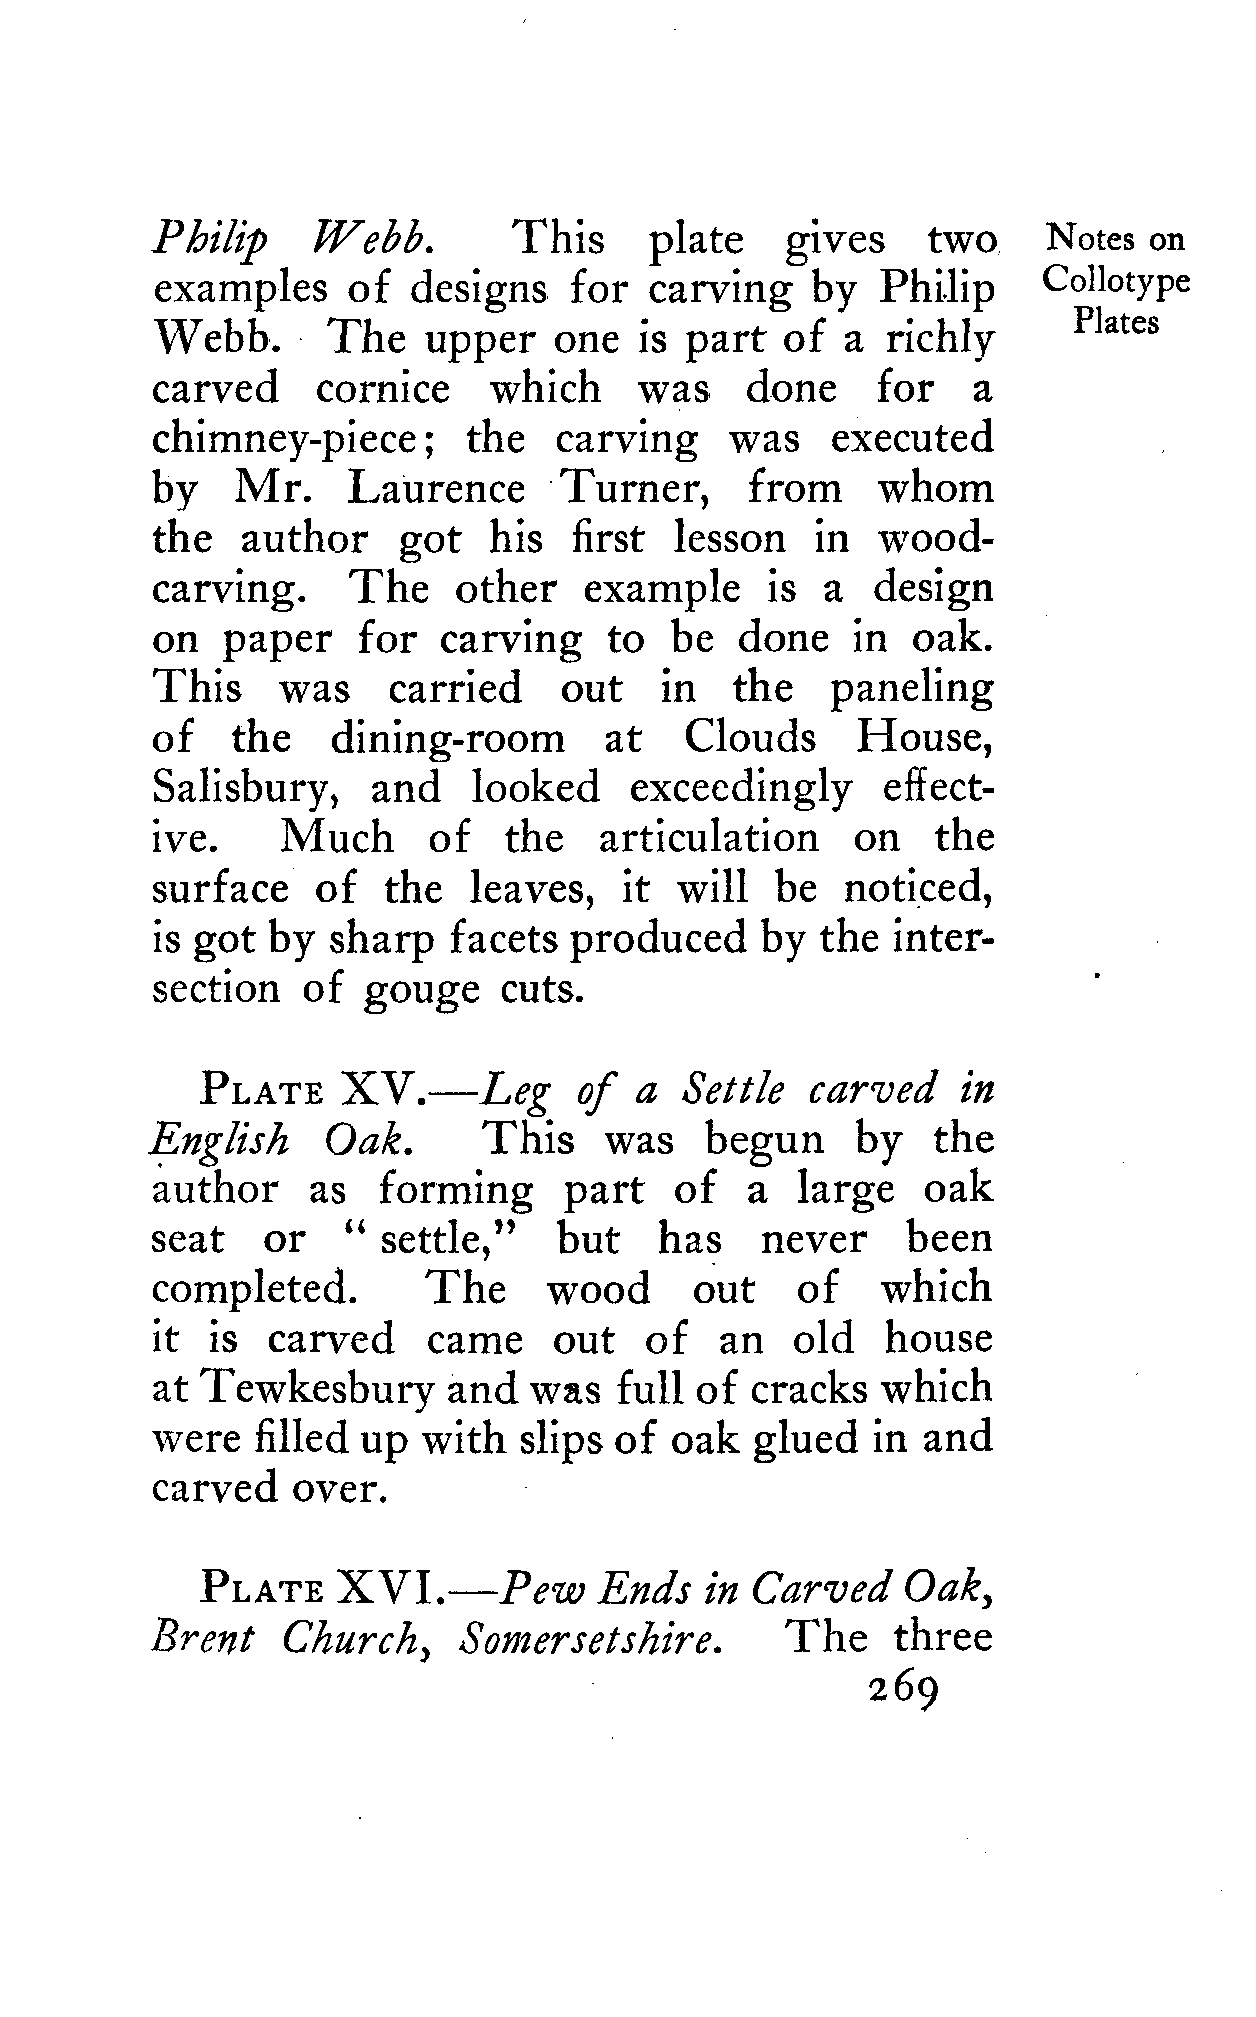 Philip Webb. This plate gives two
examples of designs for carving by Philip
Webb. The upper one is part of a richly
carved cornice which was done for a
chimney-piece; the carving was executed
by Mr. Laurence Turner, from whom
the author got his first lesson in wood-
carving. The other example is a design
on paper for carving to be done in oak.
This was carried out in the paneling
of the dining-room at Clouds House,
Salisbury, and looked exceedingly effect-
ive. Much of the articulation on the
surface of the leaves, it will be noticed,
is got by sharp facets produced by the inter-
section of gouge cuts.
PLATE XV.—Leg of a Settle carved in
English Oak. This was begun by the
author as forming part of a large oak
seat or “ settle,” but has never been
completed. The wood out of which
it is carved came out of an old house
at Tewkesbury and was full of cracks which
were filled up with slips of oak glued in and
carved over.
PLATE XVI.—Pew Ends in Carved Oak,
Brent Church, Somersetshire. The three
269
Notes on
Collotype
Plates